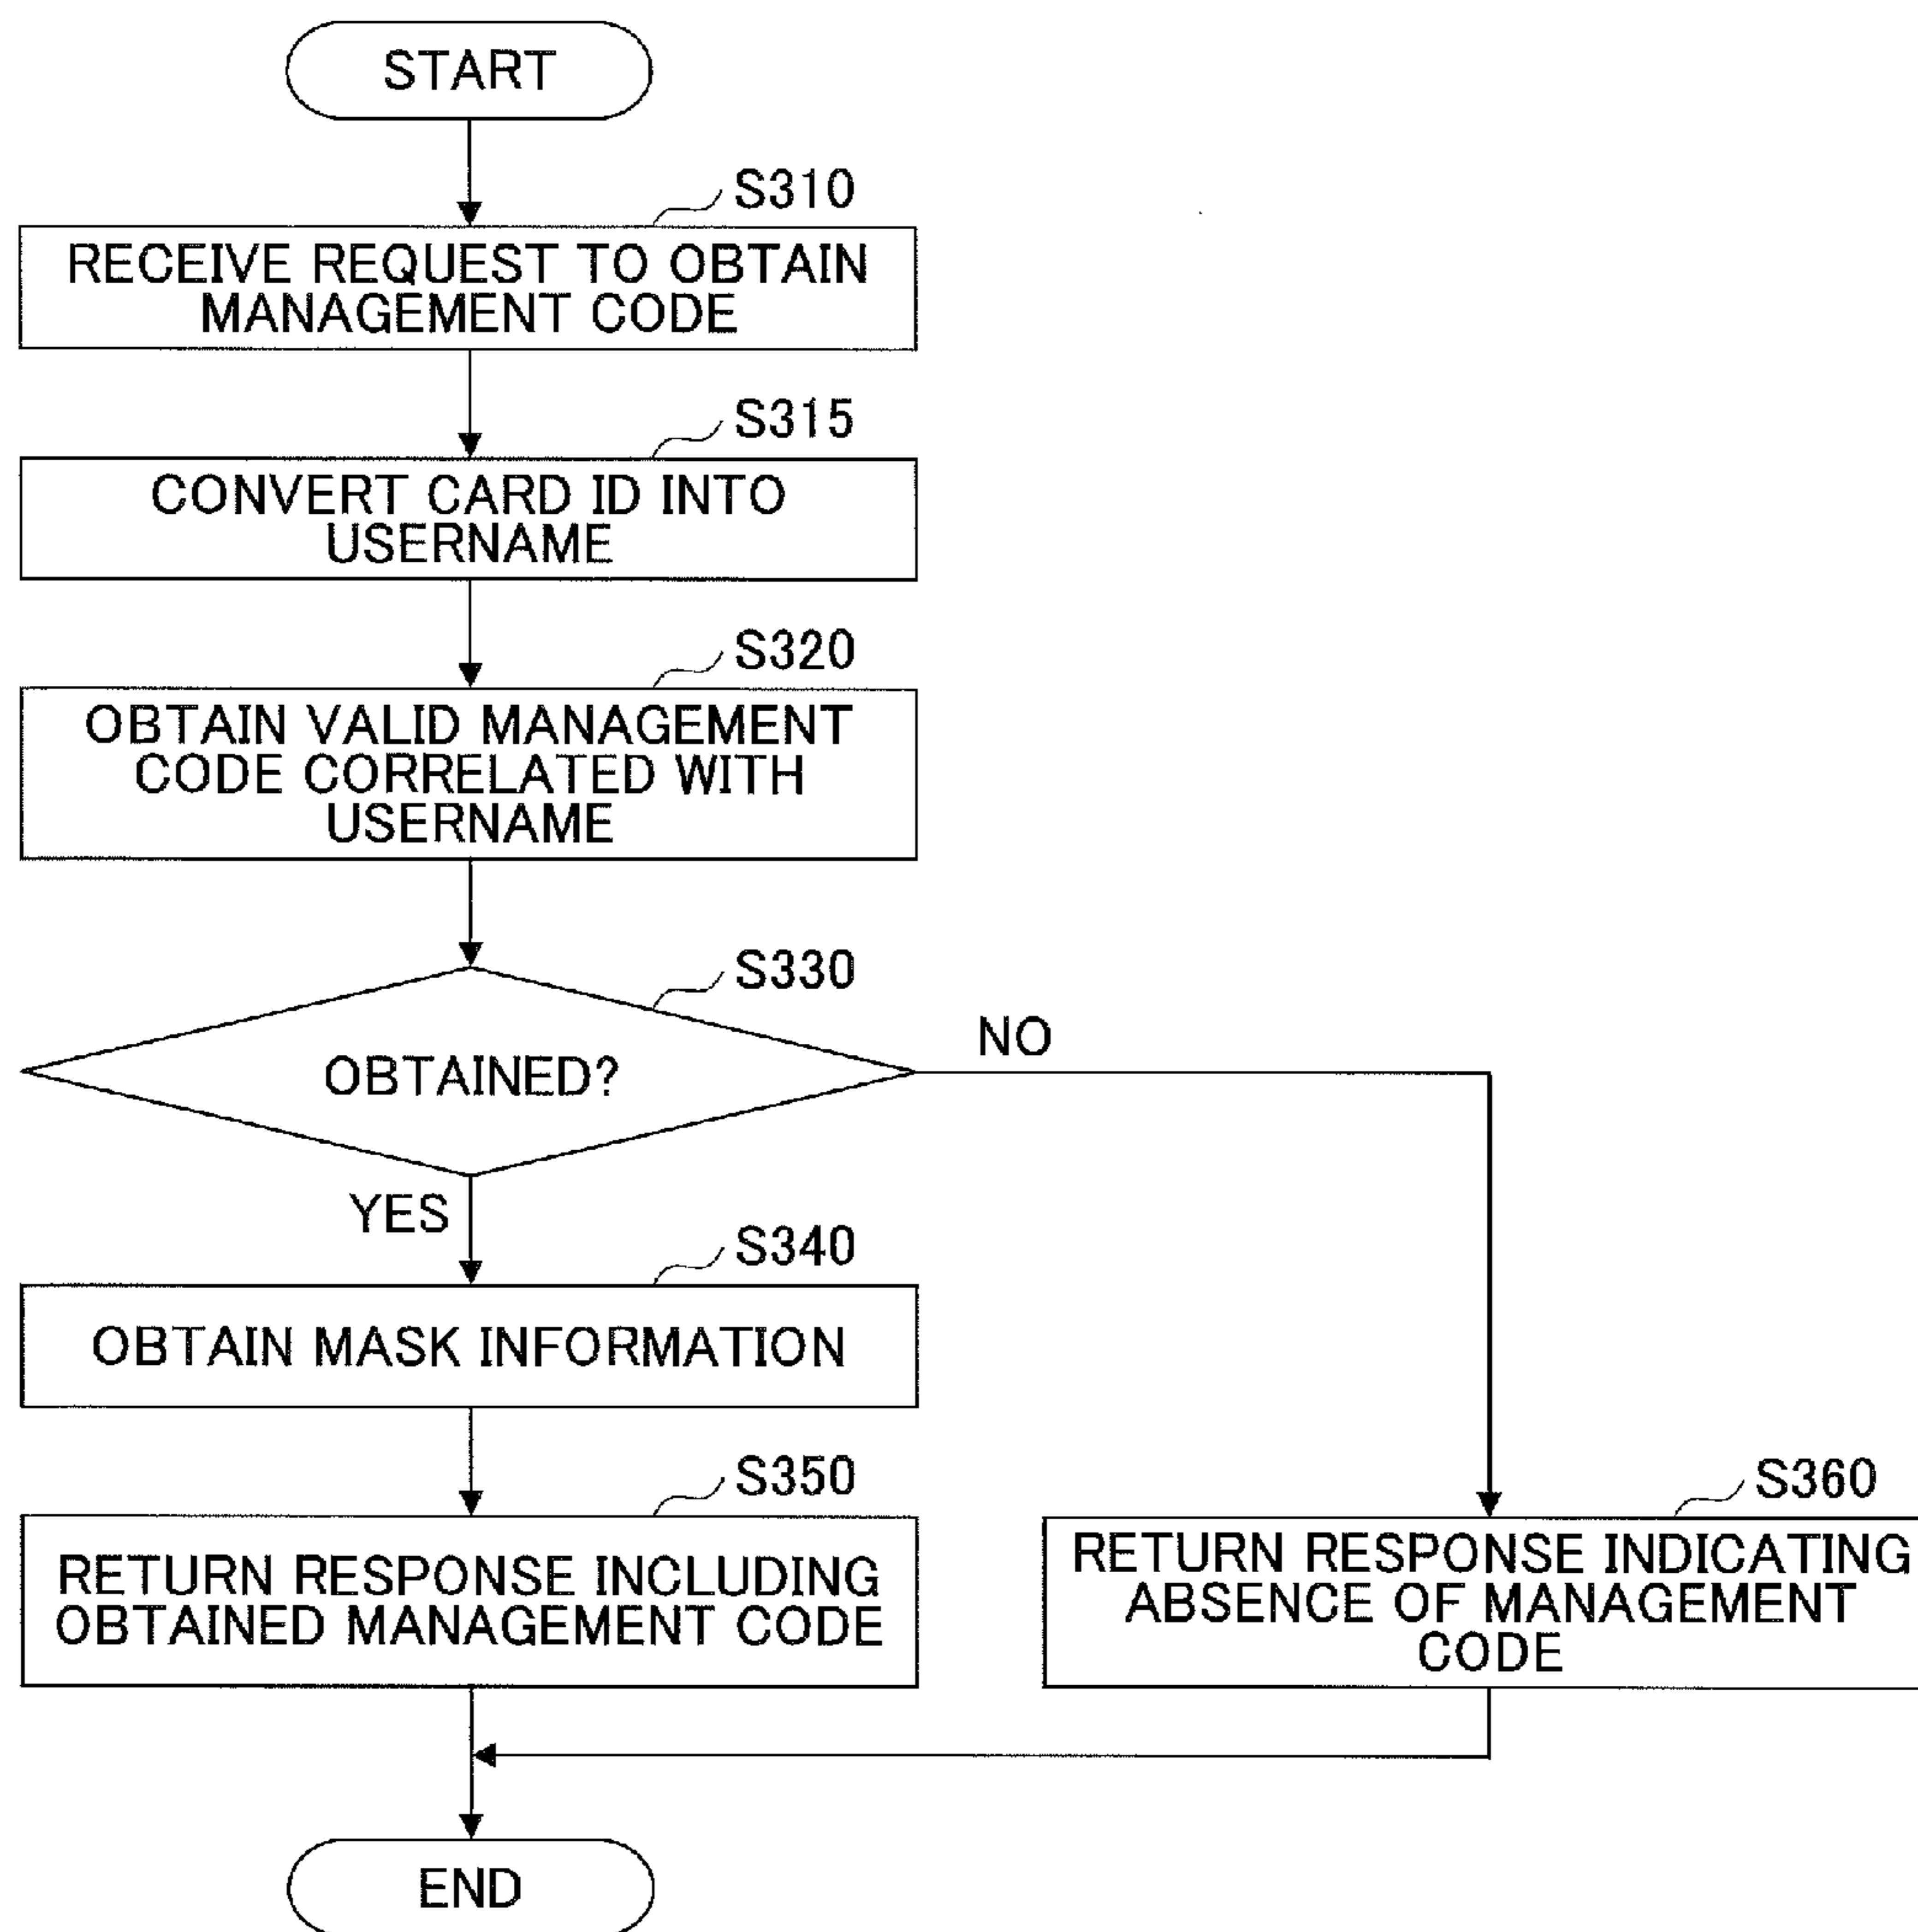 START
S310
RECEIVE REQUEST TO OBTAIN
MANAGEMENT CODE
S315
CONVERT CARD ID INTO
USERNAME
S320
OBTAIN VALID MANAGEMENT
CODE CORRELATED WITH
USERNAME
S330
OBTAINED?
NO
YES
S340
OBTAIN MASK INFORMATION
S350
RETURN RESPONSE INCLUDING
OBTAINED MANAGEMENT CODE
S360
RETURN RESPONSE INDICATING
ABSENCE OF MANAGEMENT
CODE
END